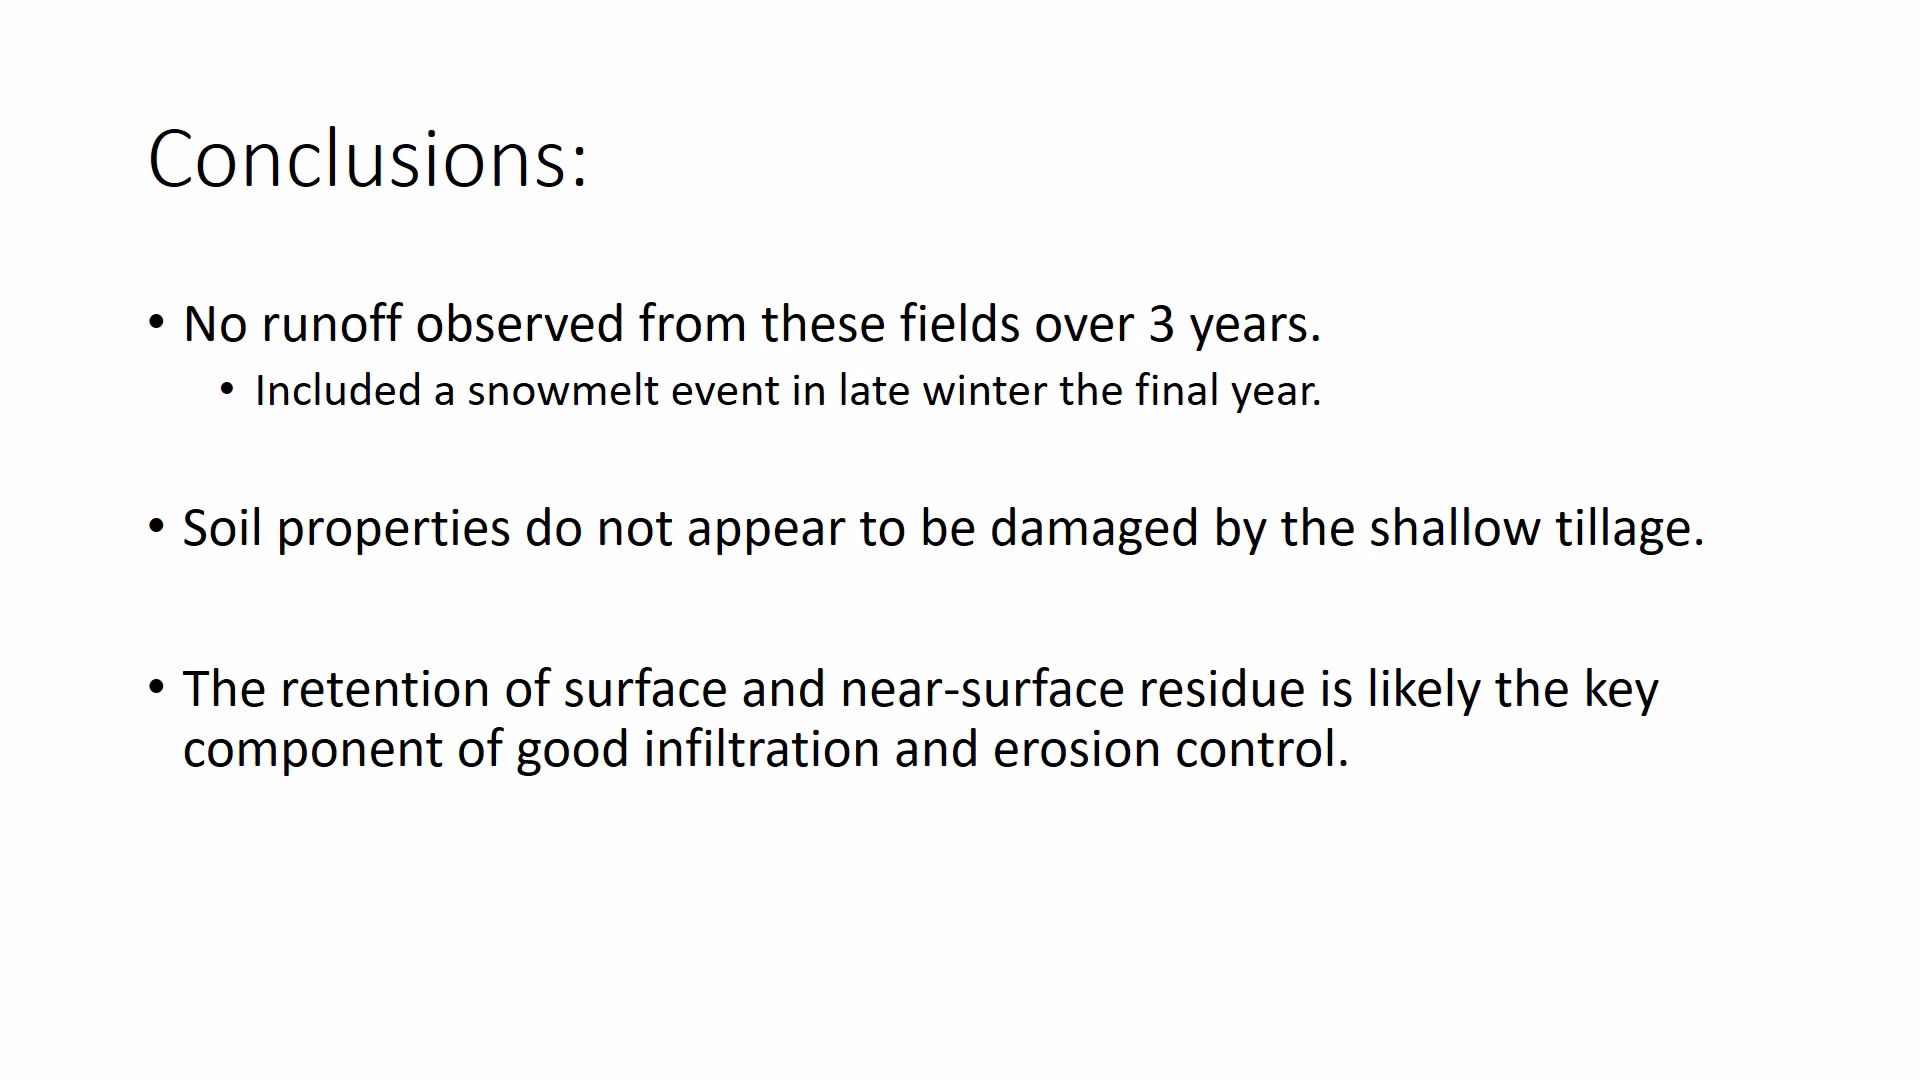 Conclusions:
• No runoff observed from these fields over 3 years.
• Included a snowmelt event in late winter the final year.
• Soil properties do not appear to be damaged by the shallow tillage.
• The retention of surface and near-surface residue is likely the key
component of good infiltration and erosion control.